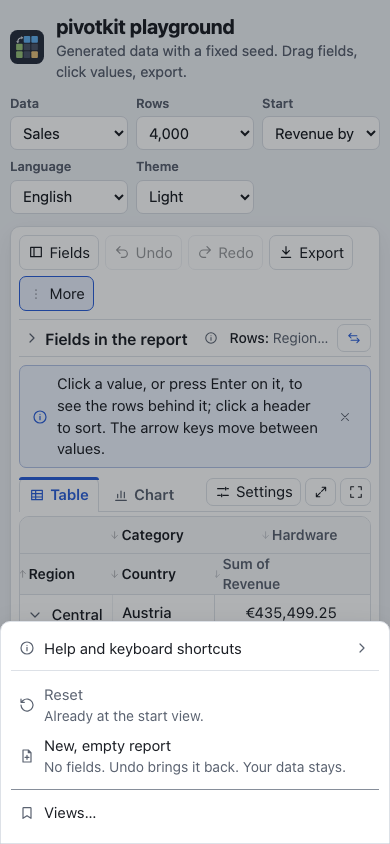 pivotkit playground
Generated data with a fixed seed. Drag fields,
click values, export.
Data
Rows
Start
Sales
4,000
Revenue by
Language
Theme
English
Light
Fields
Undo
Redo
Export
More
Fields in the report
Rows: Region...
Click a value, or press Enter on it, to
see the rows behind it; click a header
to sort. The arrow keys move between
values.
Table
Chart
Settings
Category
Hardware
Region
Country
Sum of
Revenue
Central
Austria
€435,499.25
Help and keyboard shortcuts
Reset
Already at the start view.
New, empty report
No fields. Undo brings it back. Your data stays.
Views...